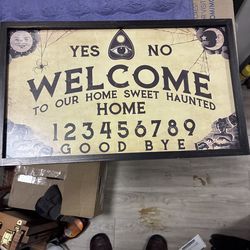 YES NO
WELCOME
TO OUR HOME SWEET HAUNTED
HOME
123456789
GOOD BYE